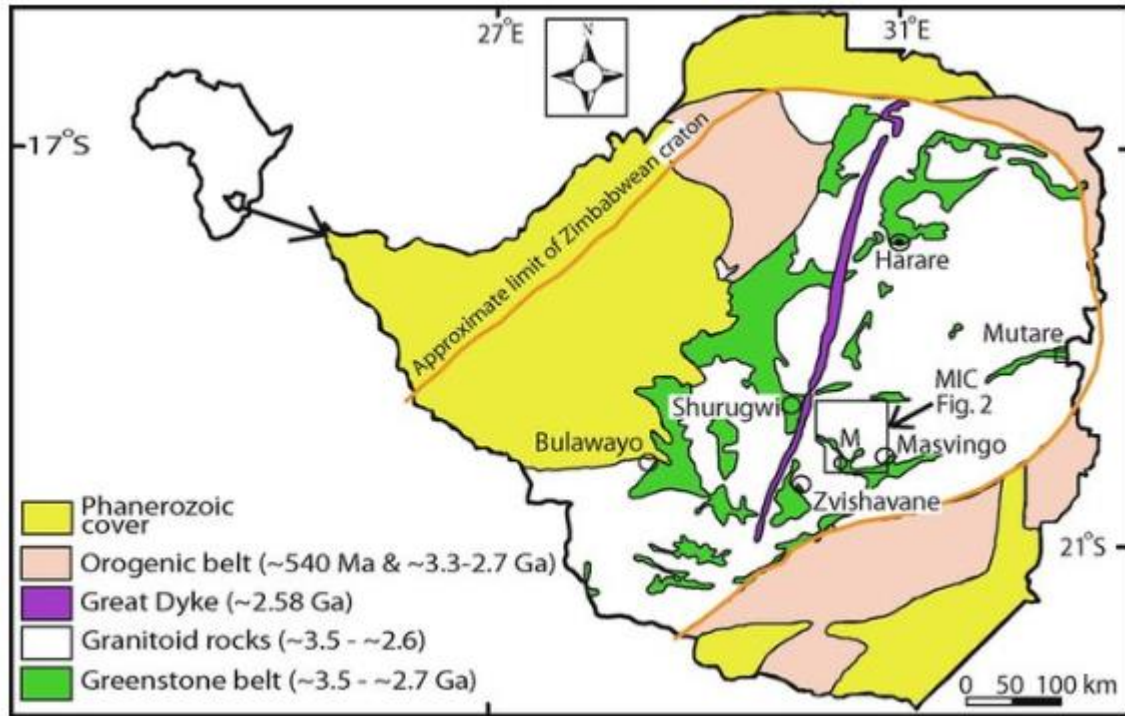 27°E
31°E
N
17°S
Approximate limit of Zimbabwean craton
Harare
Mutare
MIC
Fig. 2
Shurugwi
M
Masvingo
Bulawayo
Zvishavane
21°S
Phanerozoic
cover
Orogenic belt (~540 Ma & ~3.3-2.7 Ga)
Great Dyke (~2.58 Ga)
Granitoid rocks (~3.5 - ~2.6)
Greenstone belt (~3.5 - ~2.7 Ga)
0 50 100 km